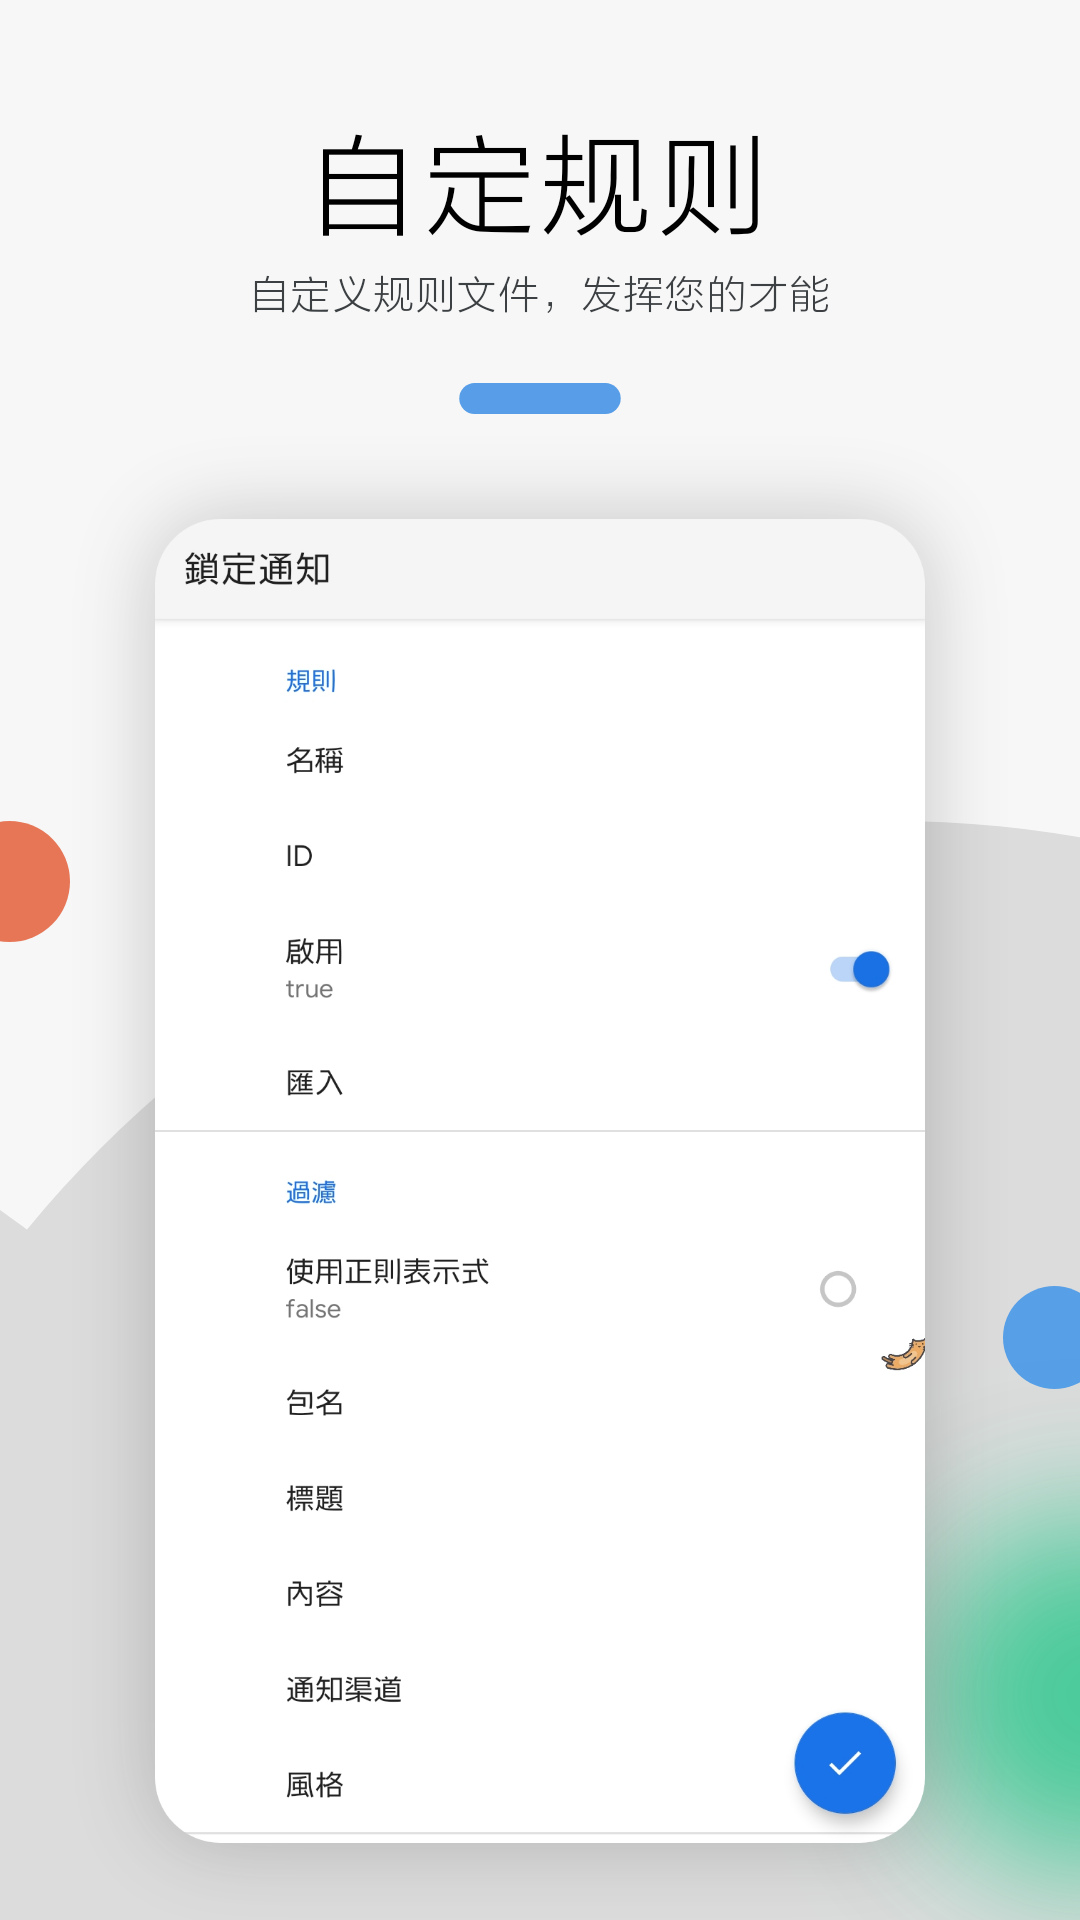 自定规则
自定义规则文件，发挥您的才能
鎖定通知
規則
名稱
ID
啟用
true
匯入
過濾
使用正則表示式
false
包名
標題
內容
通知渠道
風格